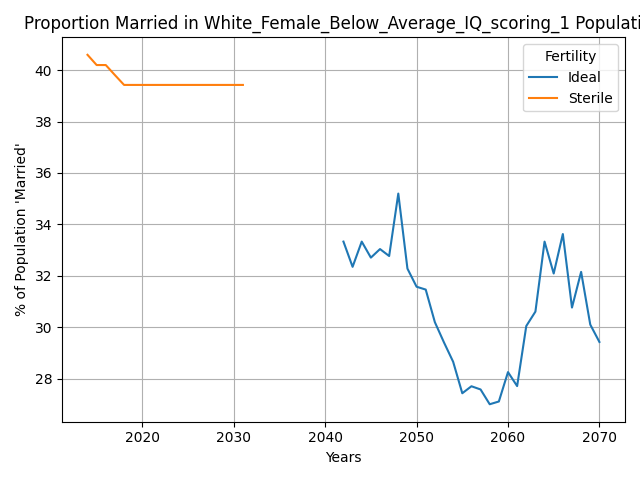 Proportion Married in White_Female_Below_Average_IQ_scoring_1 Populati
Fertility
Ideal
Sterile
% of Population 'Married'
40
38
36
34
32
30
28
2020 2030 2040 2050 2060 2070
Years